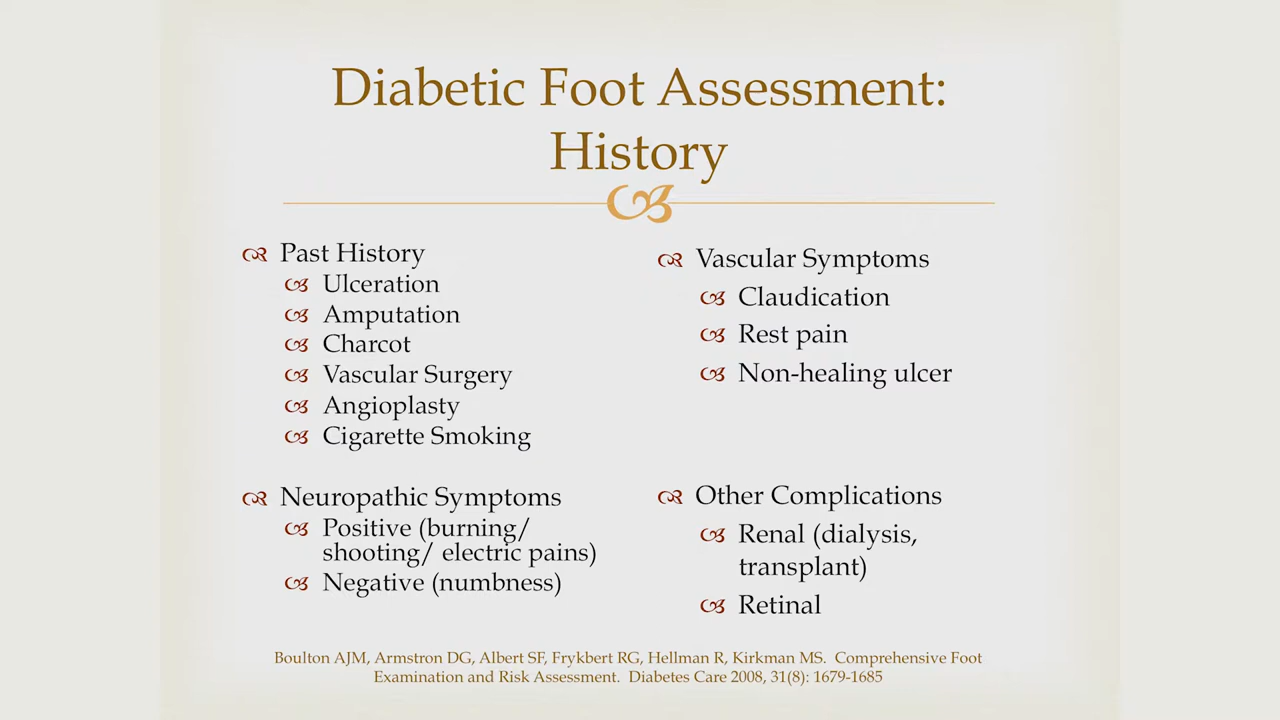 Diabetic Foot Assessment:
History
Past History
Ulceration
Amputation
Charcot
Vascular Surgery
Angioplasty
Cigarette Smoking
Neuropathic Symptoms
Positive (burning/
shooting/ electric pains)
Negative (numbness)
Vascular Symptoms
Claudication
Rest pain
Non-healing ulcer
Other Complications
Renal (dialysis,
transplant)
Retinal
Boulton AJM, Armstron DG, Albert SF, Frykbert RG, Hellman R, Kirkman MS. Comprehensive Foot
Examination and Risk Assessment. Diabetes Care 2008, 31(8): 1679-1685